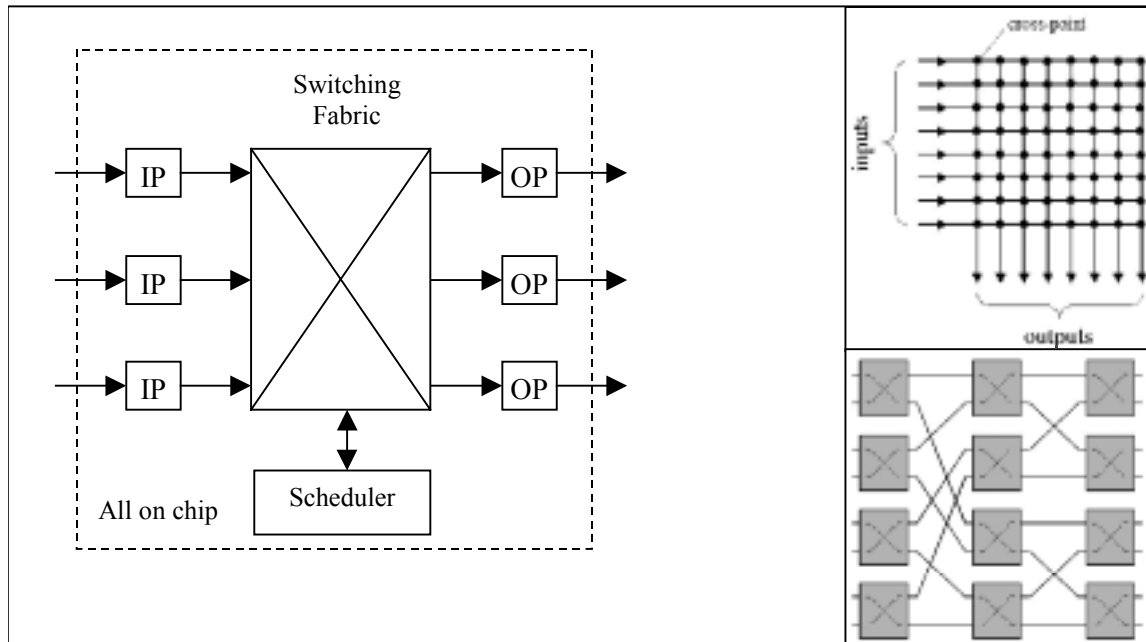 Switching
Fabric
IP
OP
IP
OP
IP
OP
Scheduler
All on chip
cross-point
inputs
outputs